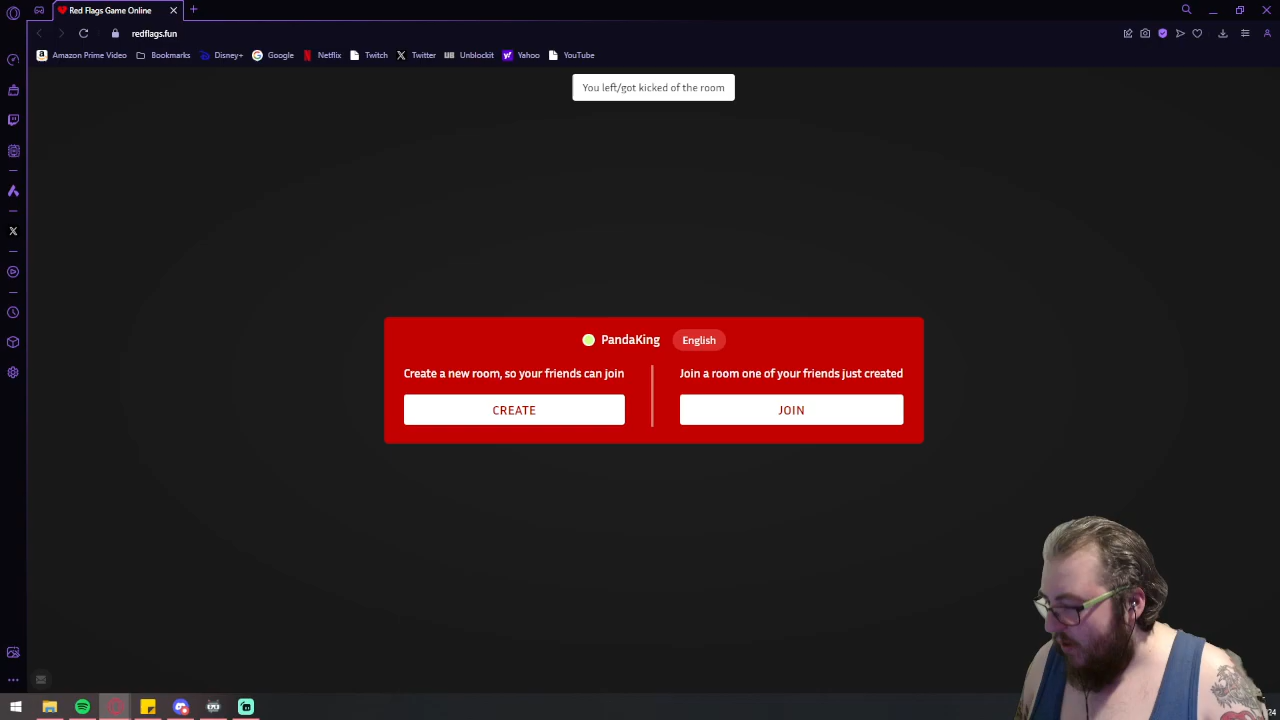 Red Flags Game Online
redflags.fun
Amazon Prime Video
Bookmarks
Disney+
Google
Netflix
Twitch
Twitter
Unblockit
Yahoo
YouTube
You left/got kicked of the room
PandaKing
English
Create a new room, so your friends can join
CREATE
Join a room one of your friends just created
JOIN